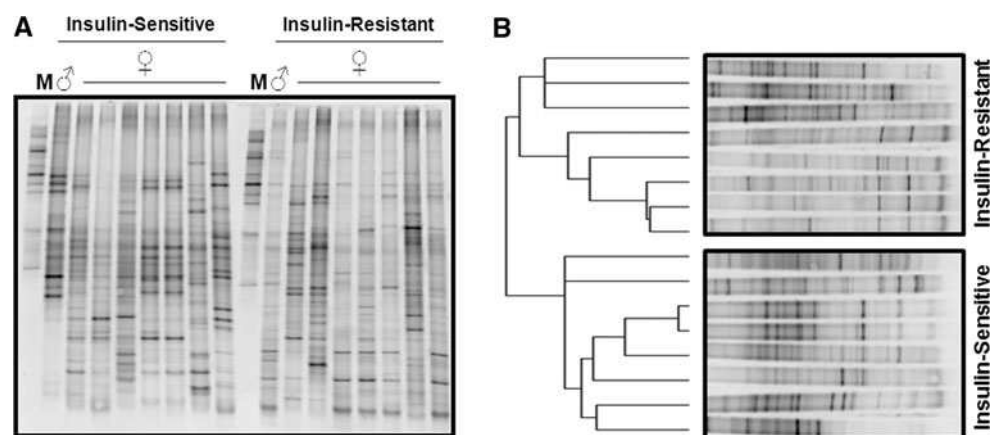 A
Insulin-Sensitive
Insulin-Resistant
♀
♀
M ♂
M ♂
B
Insulin-Resistant
Insulin-Sensitive